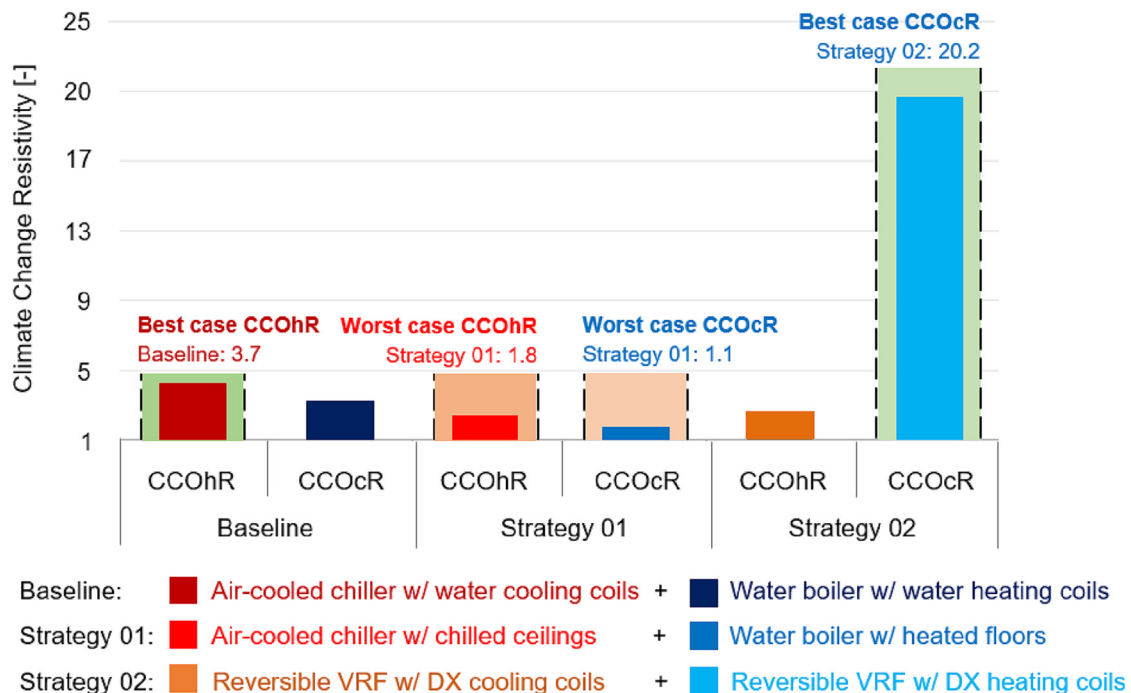 Climate Change Resistivity [-]
25
20
17
13
9
5
1
Best case CCOcR
Strategy 02: 20.2
Best case CCOhR
Baseline: 3.7
Worst case CCOhR
Strategy 01: 1.8
Worst case CCOcR
Strategy 01: 1.1
CCOhR CCOcR CCOhR CCOcR CCOhR CCOcR
Baseline Strategy 01 Strategy 02
Baseline: Air-cooled chiller w/ water cooling coils + Water boiler w/ water heating coils
Strategy 01: Air-cooled chiller w/ chilled ceilings + Water boiler w/ heated floors
Strategy 02: Reversible VRF w/ DX cooling coils + Reversible VRF w/ DX heating coils